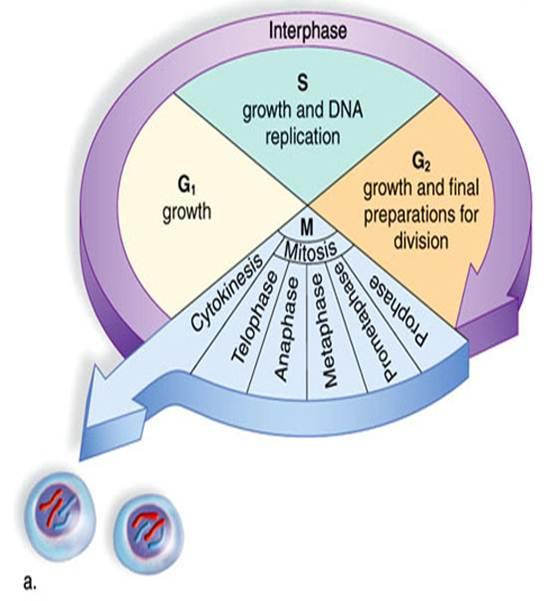 Interphase
S
growth and DNA
replication
G₁
growth
G₂
growth and final
preparations for
division
M
Mitosis
Cytokinesis
Telophase
Anaphase
Metaphase
Prometaphase
Prophase
a.